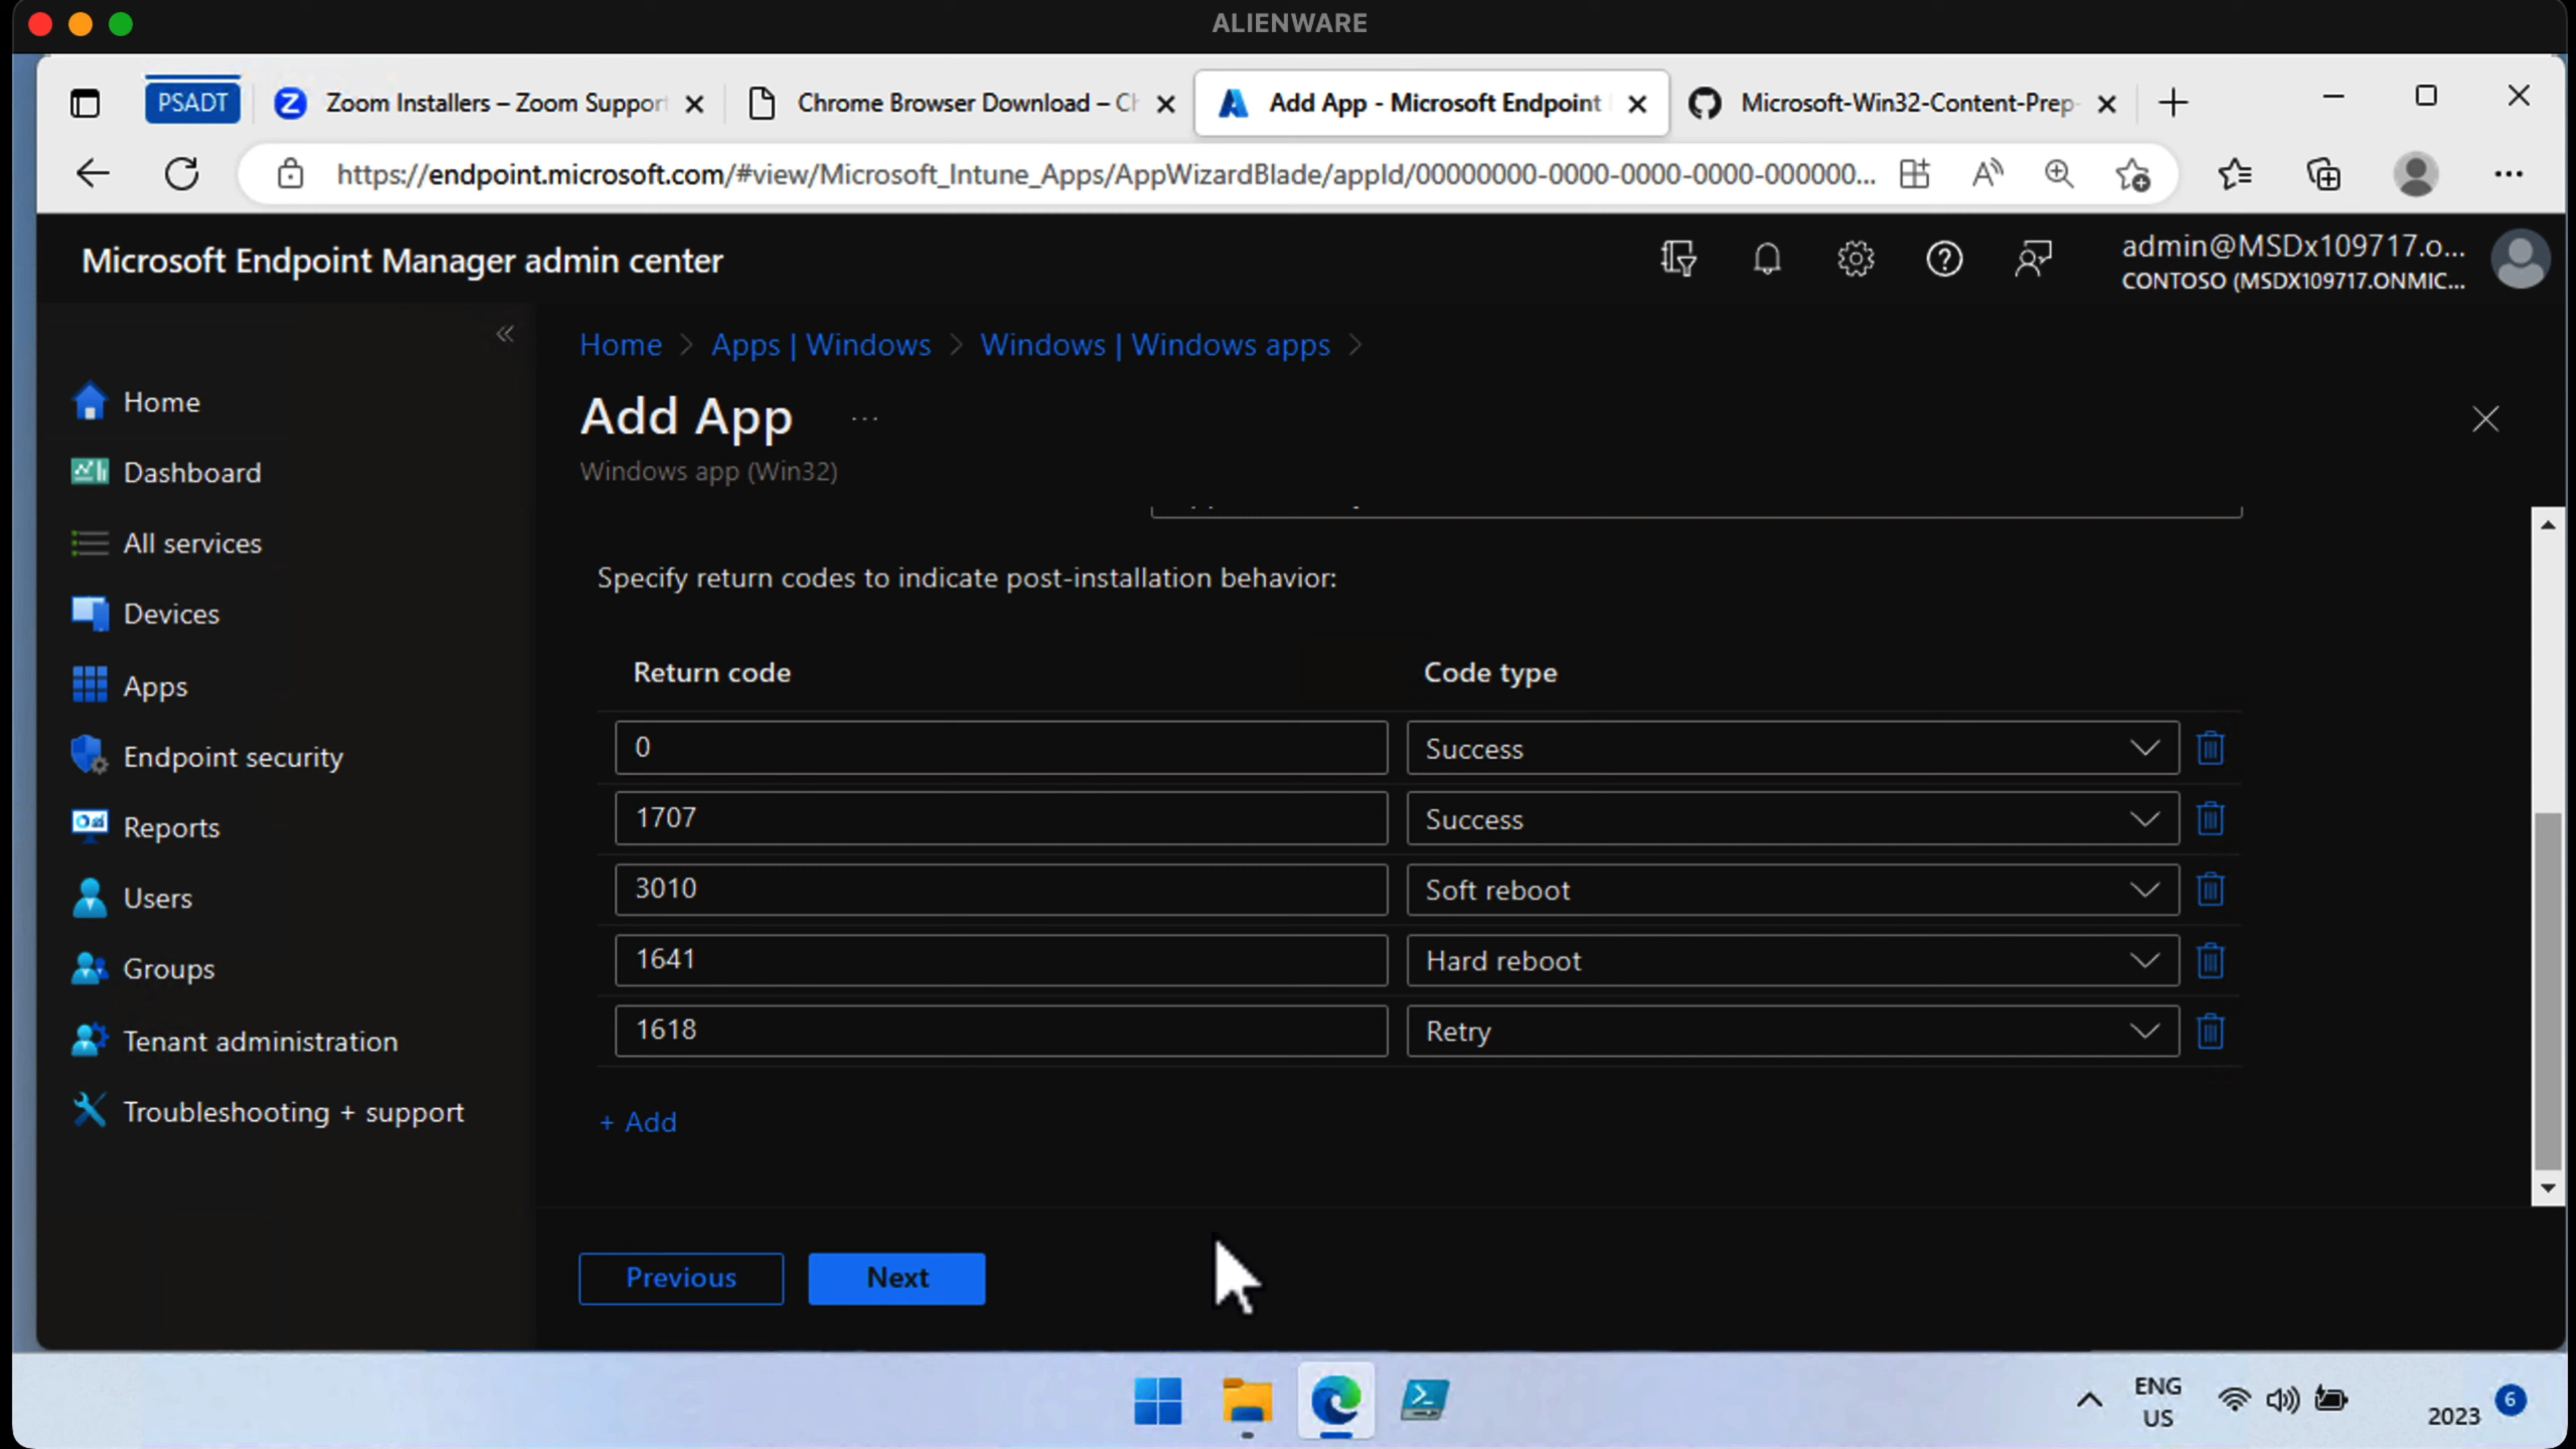 ALIENWARE
PSADT
Zoom Installers – Zoom Support
Chrome Browser Download – Ch
Add App - Microsoft Endpoint
Microsoft-Win32-Content-Prep-
https://endpoint.microsoft.com/#view/Microsoft_Intune_Apps/AppWizardBlade/appId/00000000-0000-0000-0000-000000...
Microsoft Endpoint Manager admin center
admin@MSDx109717.o...
CONTOSO (MSDX109717.ONMIC...
Home
Dashboard
All services
Devices
Apps
Endpoint security
Reports
Users
Groups
Tenant administration
Troubleshooting + support
Home > Apps | Windows > Windows | Windows apps >
Add App ...
Windows app (Win32)
Specify return codes to indicate post-installation behavior:
Return code Code type
0 Success
1707 Success
3010 Soft reboot
1641 Hard reboot
1618 Retry
+ Add
Previous Next
ENG
US
2023
6